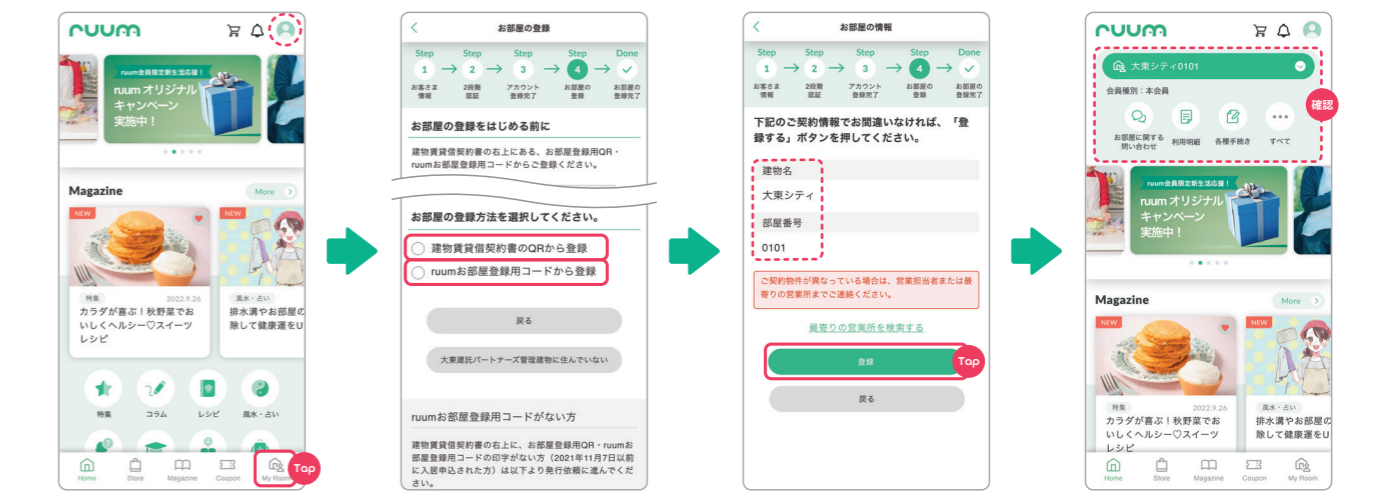 ruum
ruum会員限定新生活応援！
ruum オリジナル
キャンペーン
実施中！
Magazine
More
NEW
NEW
特集
2022.9.26
カラダが喜ぶ！秋野菜でお
いしくヘルシー♡スイーツ
レシピ
風水・占い
排水溝やお部屋の
除して健康運をU
特集
コラム
レシピ
風水・占い
Home
Store
Magazine
Coupon
My Room
Tap
お部屋の登録
Step
Step
Step
Step
Done
1
2
3
4
お客さま
情報
2段階
認証
アカウント
登録完了
お部屋の
登録
お部屋の
登録完了
お部屋の登録をはじめる前に
建物賃貸借契約書の右上にある、お部屋登録用QR・
ruumお部屋登録用コードからご登録ください。
お部屋の登録方法を選択してください。
建物賃貸借契約書のQRから登録
ruumお部屋登録用コードから登録
戻る
大東建託パートナーズ管理建物に住んでいない
ruumお部屋登録用コードがない方
建物賃貸借契約書の右上に、お部屋登録用QR・ruumお
部屋登録用コードの印字がない方（2021年11月7日以前
に入居申込された方）は以下より発行依頼に進んでくだ
さい。
お部屋の情報
Step
Step
Step
Step
Done
1
2
3
4
お客さま
情報
2段階
認証
アカウント
登録完了
お部屋の
登録
お部屋の
登録完了
下記のご契約情報でお間違いなければ、「登
録する」ボタンを押してください。
建物名
大東シティ
部屋番号
0101
ご契約物件が異なっている場合は、営業担当者または最
寄りの営業所までご連絡ください。
最寄りの営業所を検索する
登録
Tap
戻る
ruum
大東シティ0101
会員種別：本会員
確認
お部屋に関する
問い合わせ
利用明細
各種手続き
すべて
ruum会員限定新生活応援！
ruum オリジナル
キャンペーン
実施中！
Magazine
More
NEW
NEW
特集
2022.9.26
カラダが喜ぶ！秋野菜でお
いしくヘルシー♡スイーツ
レシピ
風水・占い
排水溝やお部屋の
除して健康運をU
Home
Store
Magazine
Coupon
My Room